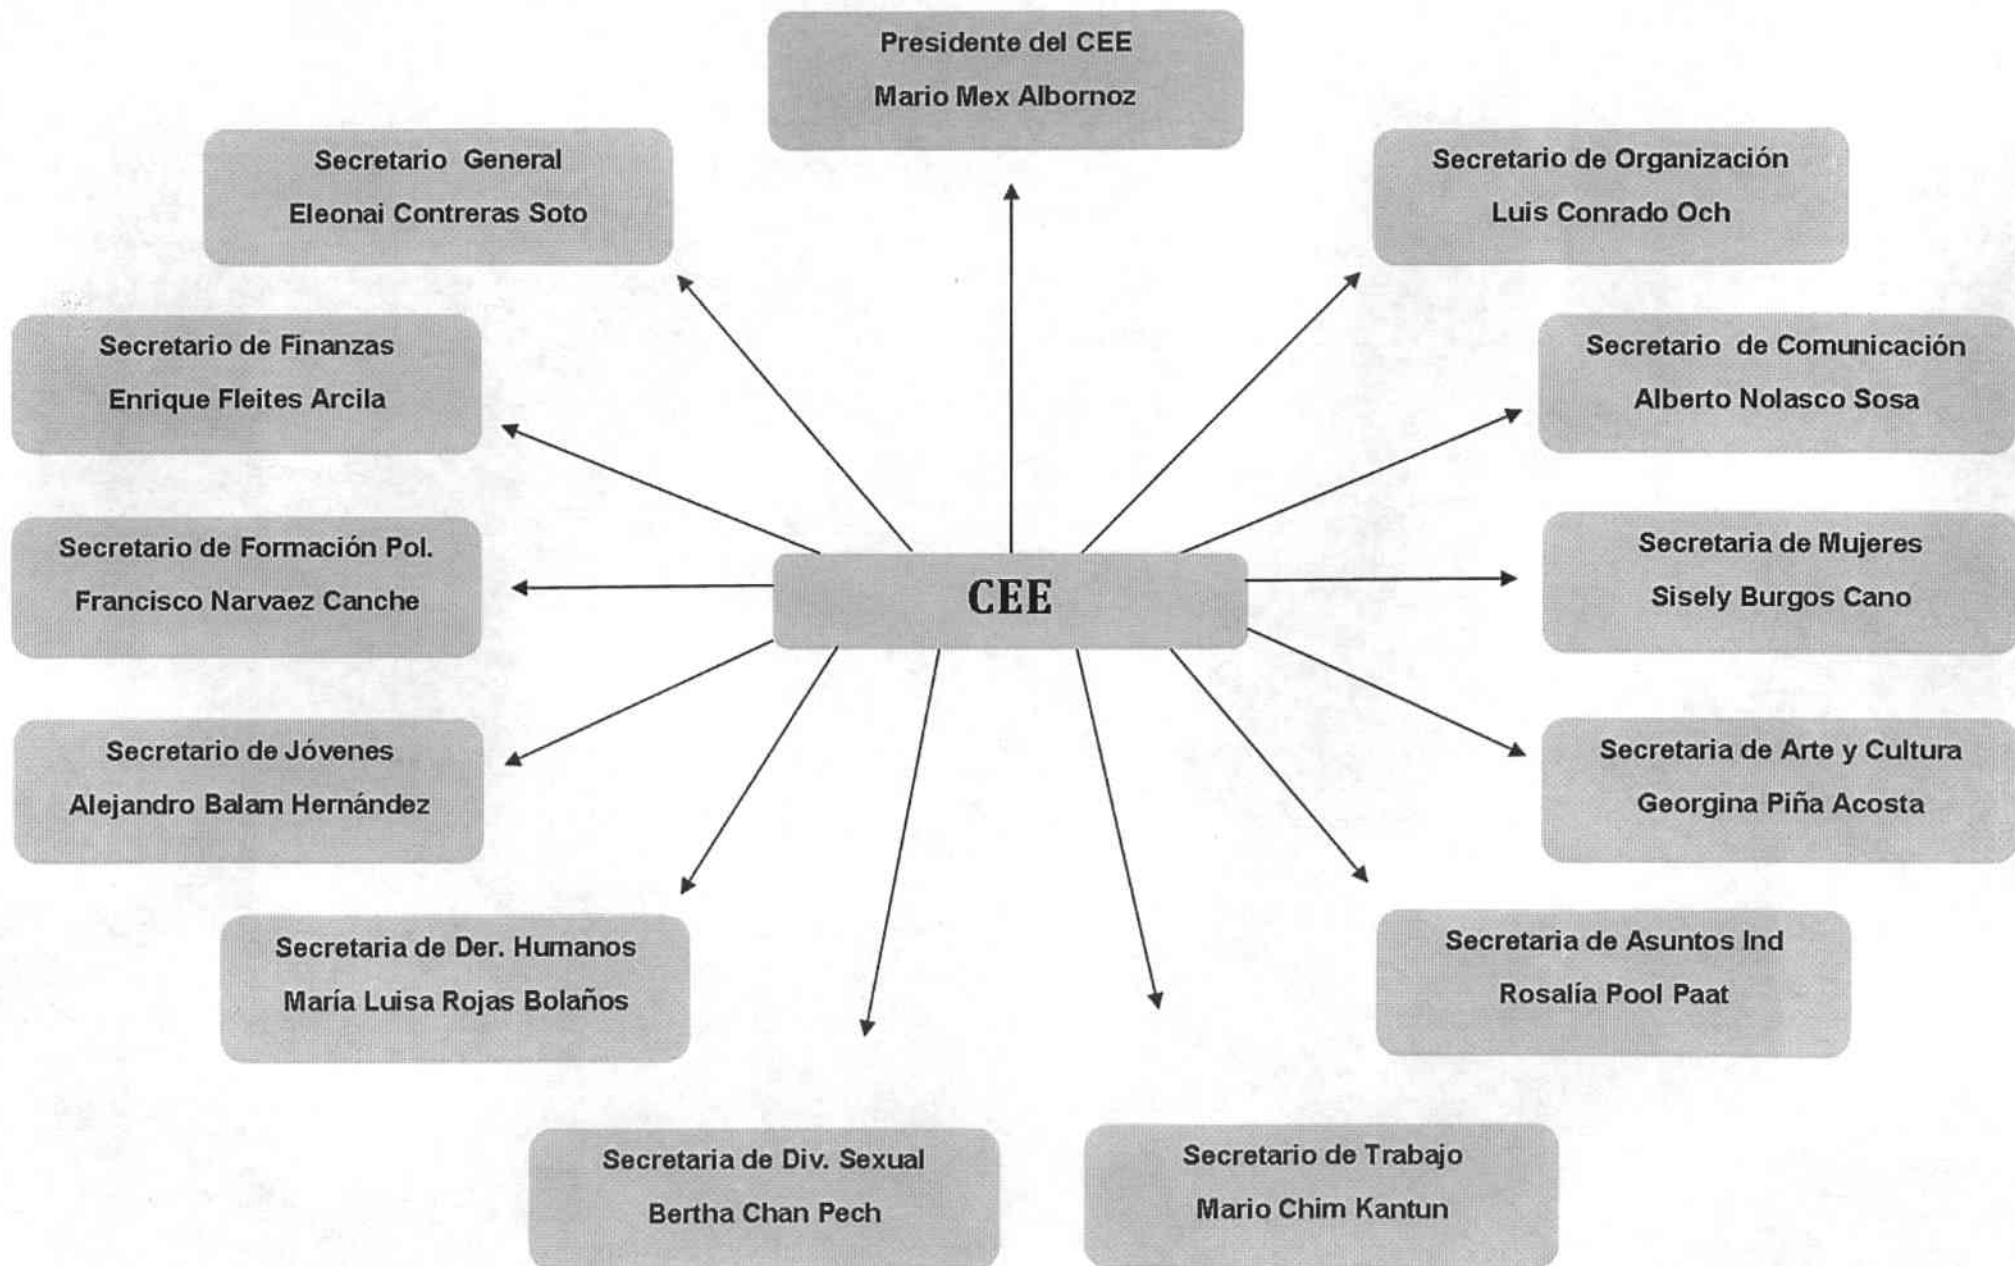 Presidente del CEE
Mario Mex Albornoz
Secretario General
Eleonai Contreras Soto
Secretario de Organización
Luis Conrado Och
Secretario de Finanzas
Enrique Fleites Arcila
Secretario de Comunicación
Alberto Nolasco Sosa
Secretario de Formación Pol.
Francisco Narvaez Canche
CEE
Secretaria de Mujeres
Sisely Burgos Cano
Secretario de Jóvenes
Alejandro Balam Hernández
Secretaria de Arte y Cultura
Georgina Piña Acosta
Secretaria de Der. Humanos
María Luisa Rojas Bolaños
Secretaria de Asuntos Ind
Rosalía Pool Paat
Secretaria de Div. Sexual
Bertha Chan Pech
Secretario de Trabajo
Mario Chim Kantun